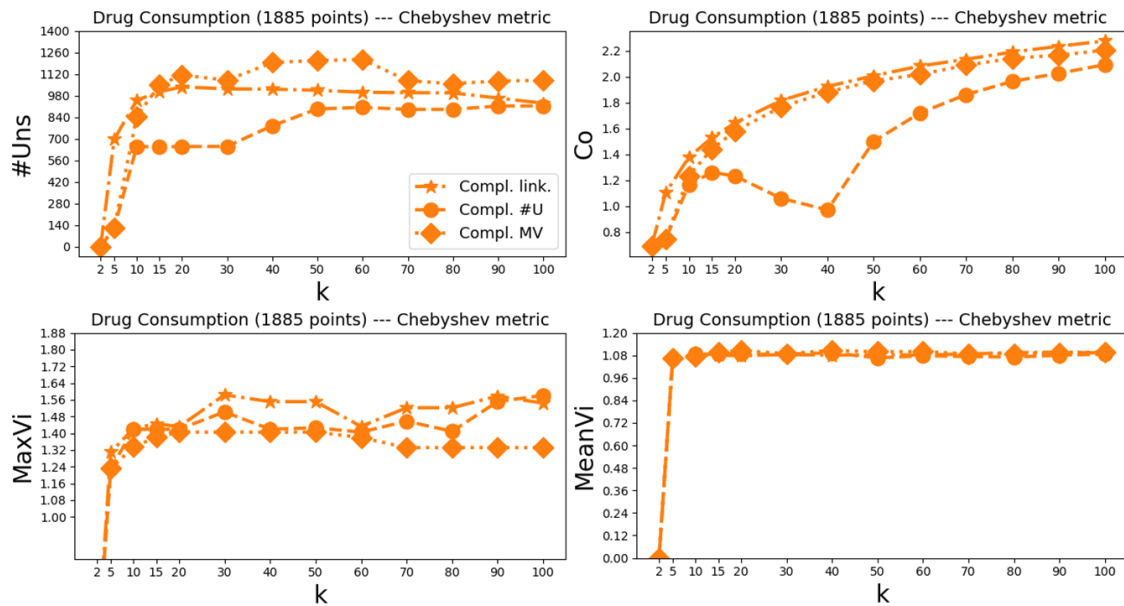 Drug Consumption (1885 points) --- Chebyshev metric
#Uns
1400
1260
1120
980
840
700
560
420
280
140
0
Compl. link.
Compl. #U
Compl. MV
2 5 10 15 20 30 40 50 60 70 80 90 100
k
Drug Consumption (1885 points) --- Chebyshev metric
Co
2.2
2.0
1.8
1.6
1.4
1.2
1.0
0.8
2 5 10 15 20 30 40 50 60 70 80 90 100
k
Drug Consumption (1885 points) --- Chebyshev metric
MaxVi
1.88
1.80
1.72
1.64
1.56
1.48
1.40
1.32
1.24
1.16
1.08
1.00
2 5 10 15 20 30 40 50 60 70 80 90 100
k
Drug Consumption (1885 points) --- Chebyshev metric
MeanVi
1.20
1.08
0.96
0.84
0.72
0.60
0.48
0.36
0.24
0.12
0.00
2 5 10 15 20 30 40 50 60 70 80 90 100
k